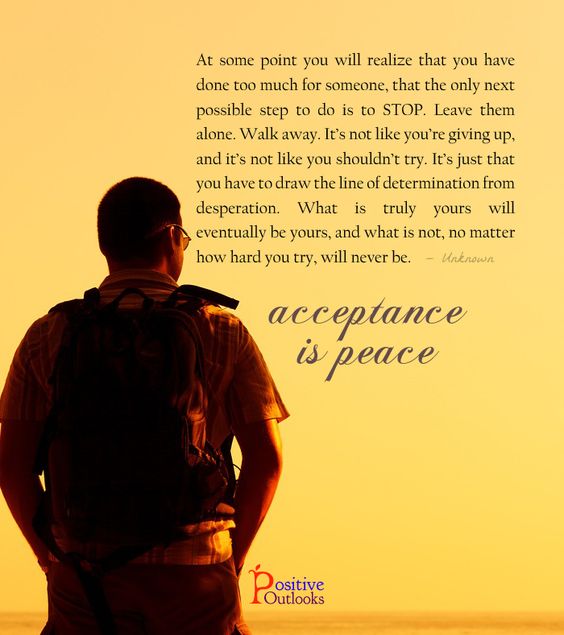 At some point you will realize that you have
done too much for someone, that the only next
possible step to do is to STOP. Leave them
alone. Walk away. It's not like you're giving up,
and it's not like you shouldn't try. It's just that
you have to draw the line of determination from
desperation. What is truly yours will
eventually be yours, and what is not, no matter
how hard you try, will never be. – Unknown
acceptance
is peace
Positive
Outlooks